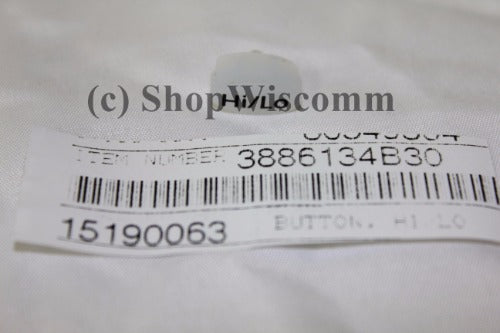 Hi/Lo
(c) ShopWiscomm
ITEM NUMBER 3886134B30
15190063 BUTTON, HI/LO